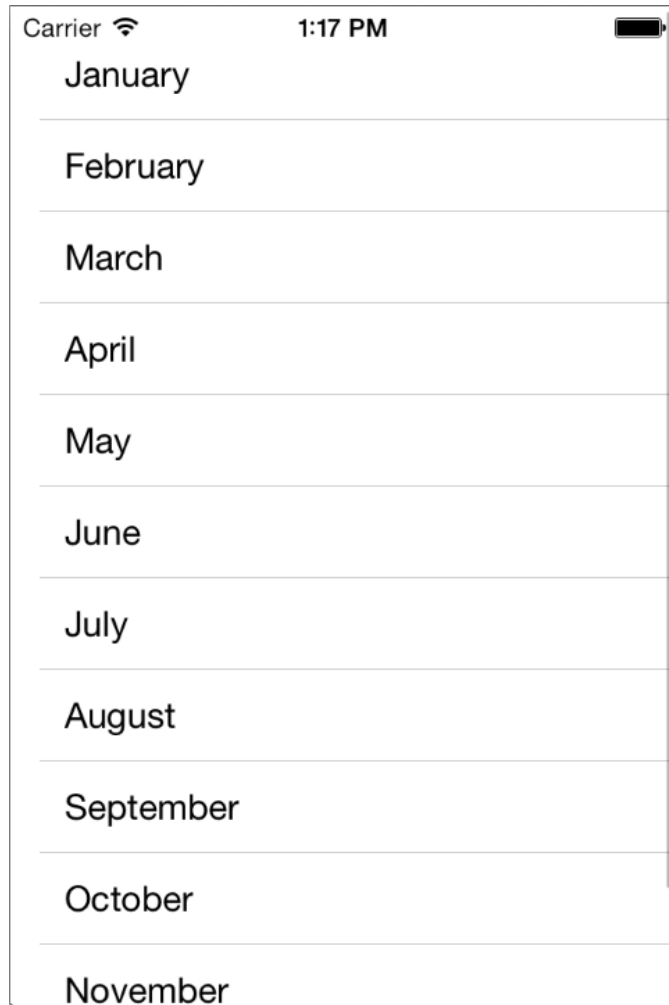 Carrier 1:17 PM
January
February
March
April
May
June
July
August
September
October
November